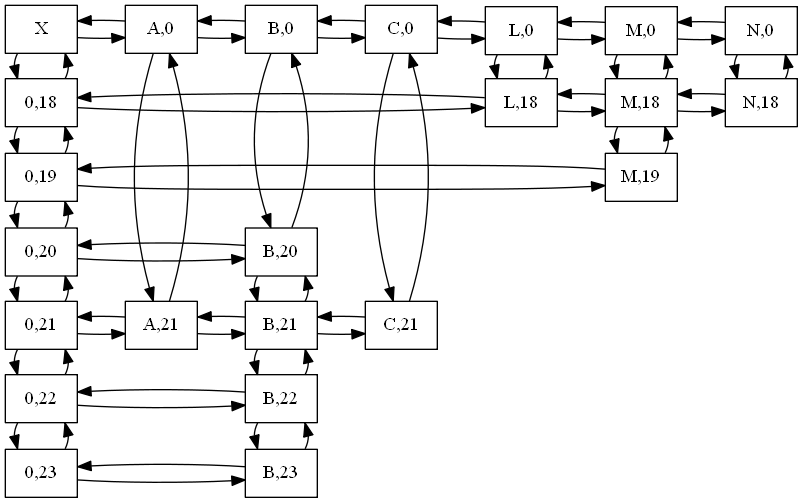 X A,0 B,0 C,0 L,0 M,0 N,0
0,18 L,18 M,18 N,18
0,19 M,19
0,20 B,20
0,21 A,21 B,21 C,21
0,22 B,22
0,23 B,23